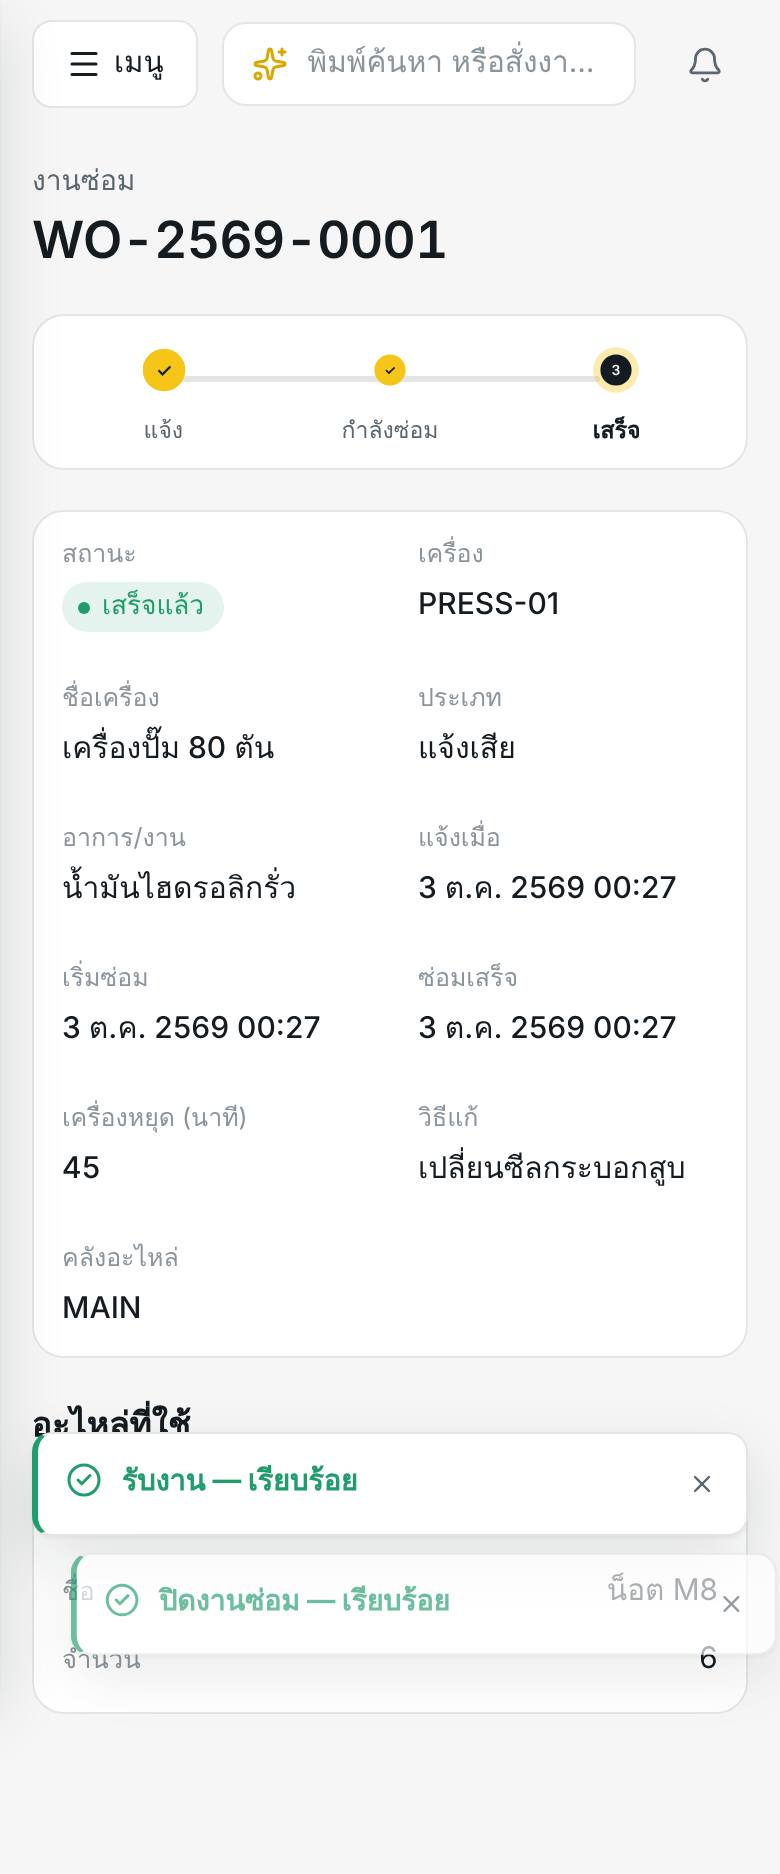 เมนู
พิมพ์ค้นหา หรือสั่งงา...
งานซ่อม
WO-2569-0001
3
แจ้ง
กำลังซ่อม
เสร็จ
สถานะ
เครื่อง
เสร็จแล้ว
PRESS-01
ชื่อเครื่อง
ประเภท
เครื่องปั๊ม 80 ตัน
แจ้งเสีย
อาการ/งาน
แจ้งเมื่อ
น้ำมันไฮดรอลิกรั่ว
3 ต.ค. 2569 00:27
เริ่มซ่อม
ซ่อมเสร็จ
3 ต.ค. 2569 00:27
3 ต.ค. 2569 00:27
เครื่องหยุด (นาที)
วิธีแก้
45
เปลี่ยนซีลกระบอกสูบ
คลังอะไหล่
MAIN
อะไหล่ที่ใช้
รับงาน — เรียบร้อย
ชื่อ
ปิดงานซ่อม — เรียบร้อย
น็อต M8
จำนวน
6